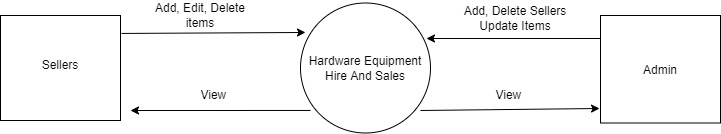 Add, Edit, Delete
items
Add, Delete Sellers
Update Items
Sellers
Hardware Equipment
Hire And Sales
Admin
View
View